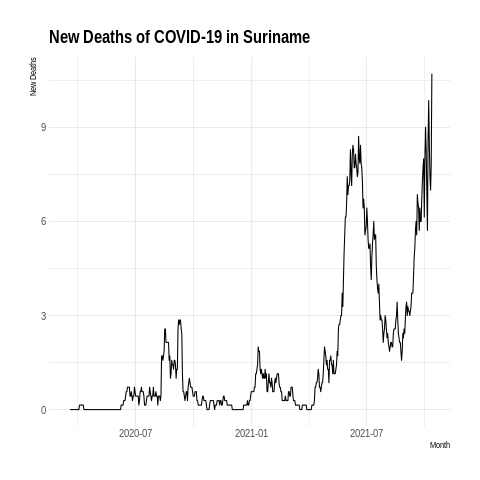 New Deaths of COVID-19 in Suriname
New Deaths
9
6
3
0
2020-07
2021-01
2021-07
Month